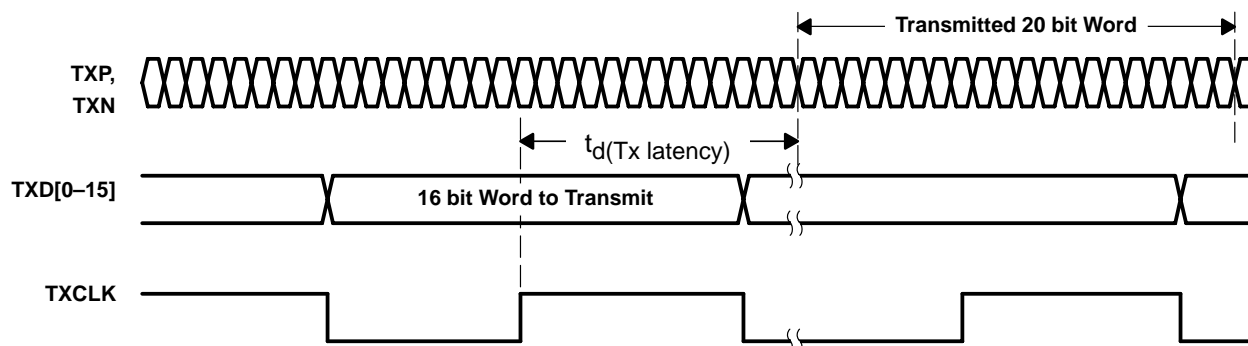 Transmitted 20 bit Word
TXP,
TXN
td(Tx latency)
TXD[0–15]
16 bit Word to Transmit
TXCLK